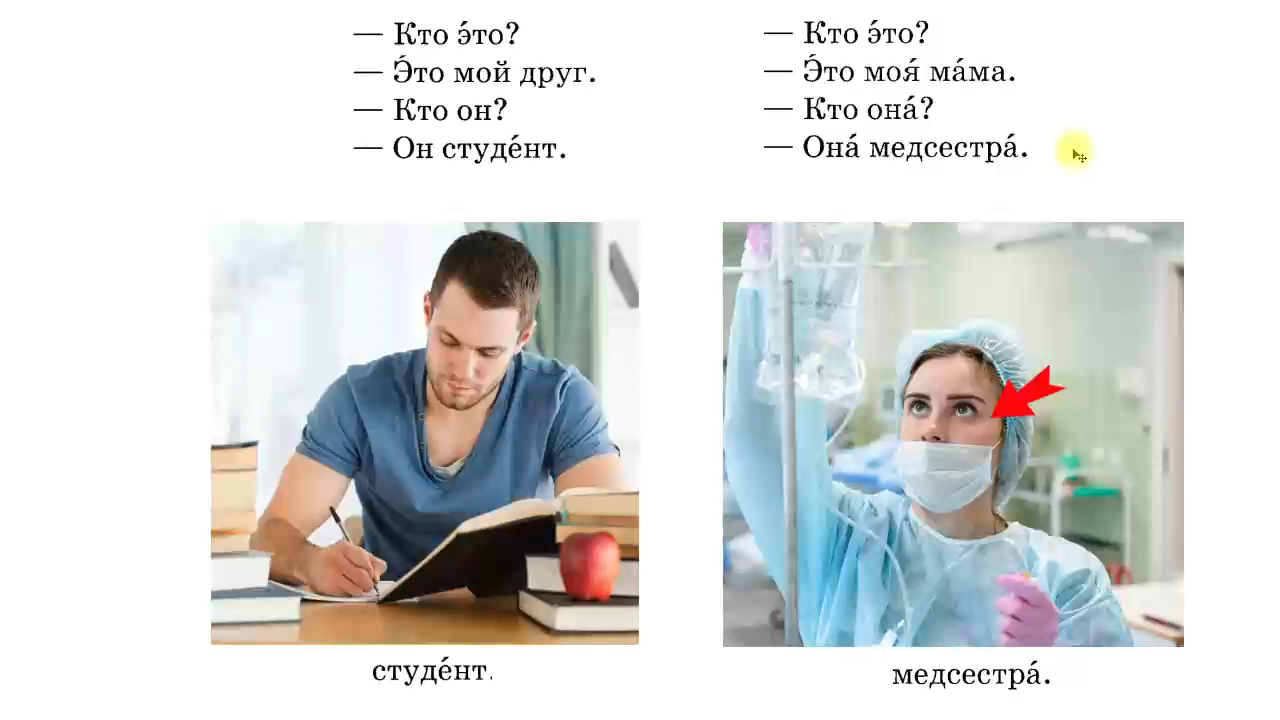 — Кто э́то?
— Э́то мой друг.
— Кто он?
— Он студе́нт.
— Кто э́то?
— Э́то моя́ ма́ма.
— Кто она́?
— Она́ медсестра́.
студе́нт.
медсестра́.